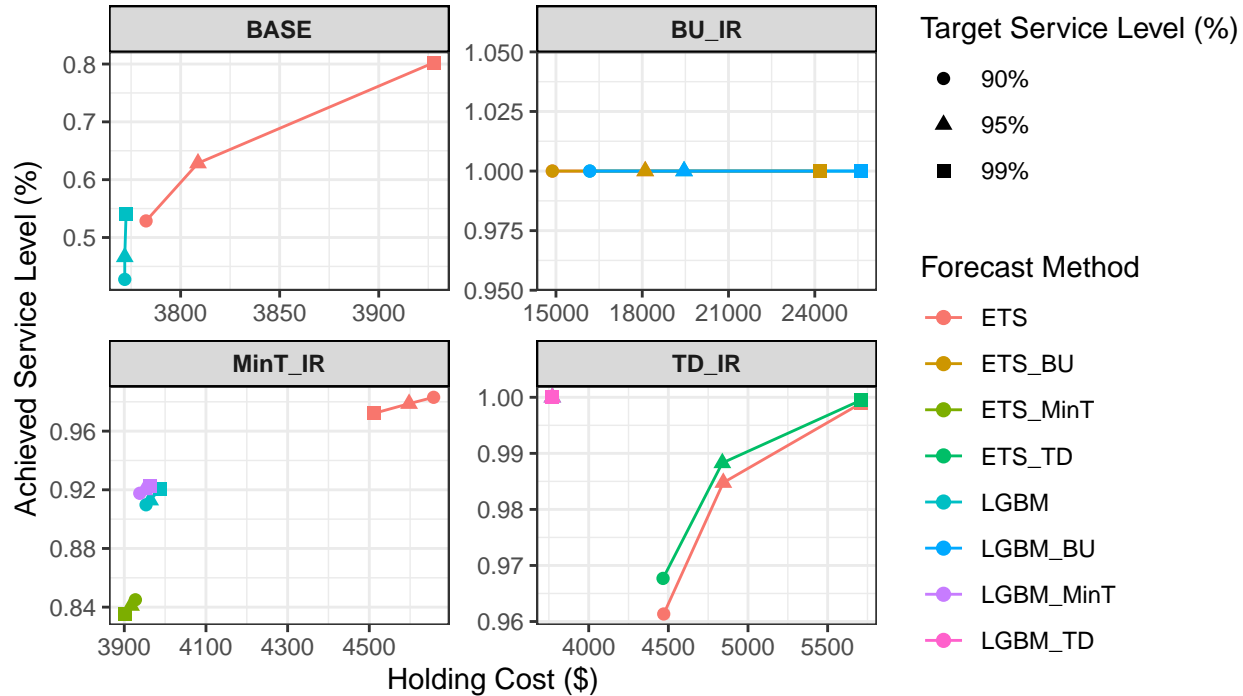 BASE
BU_IR
0.8
0.7
0.6
0.5
3800
3850
3900
1.050
1.025
1.000
0.975
0.950
15000
18000
21000
24000
MinT_IR
TD_IR
0.96
0.92
0.88
0.84
3900
4100
4300
4500
1.00
0.99
0.98
0.97
0.96
4000
4500
5000
5500
Achieved Service Level (%)
Holding Cost ($)
Target Service Level (%)
90%
95%
99%
Forecast Method
ETS
ETS_BU
ETS_MinT
ETS_TD
LGBM
LGBM_BU
LGBM_MinT
LGBM_TD